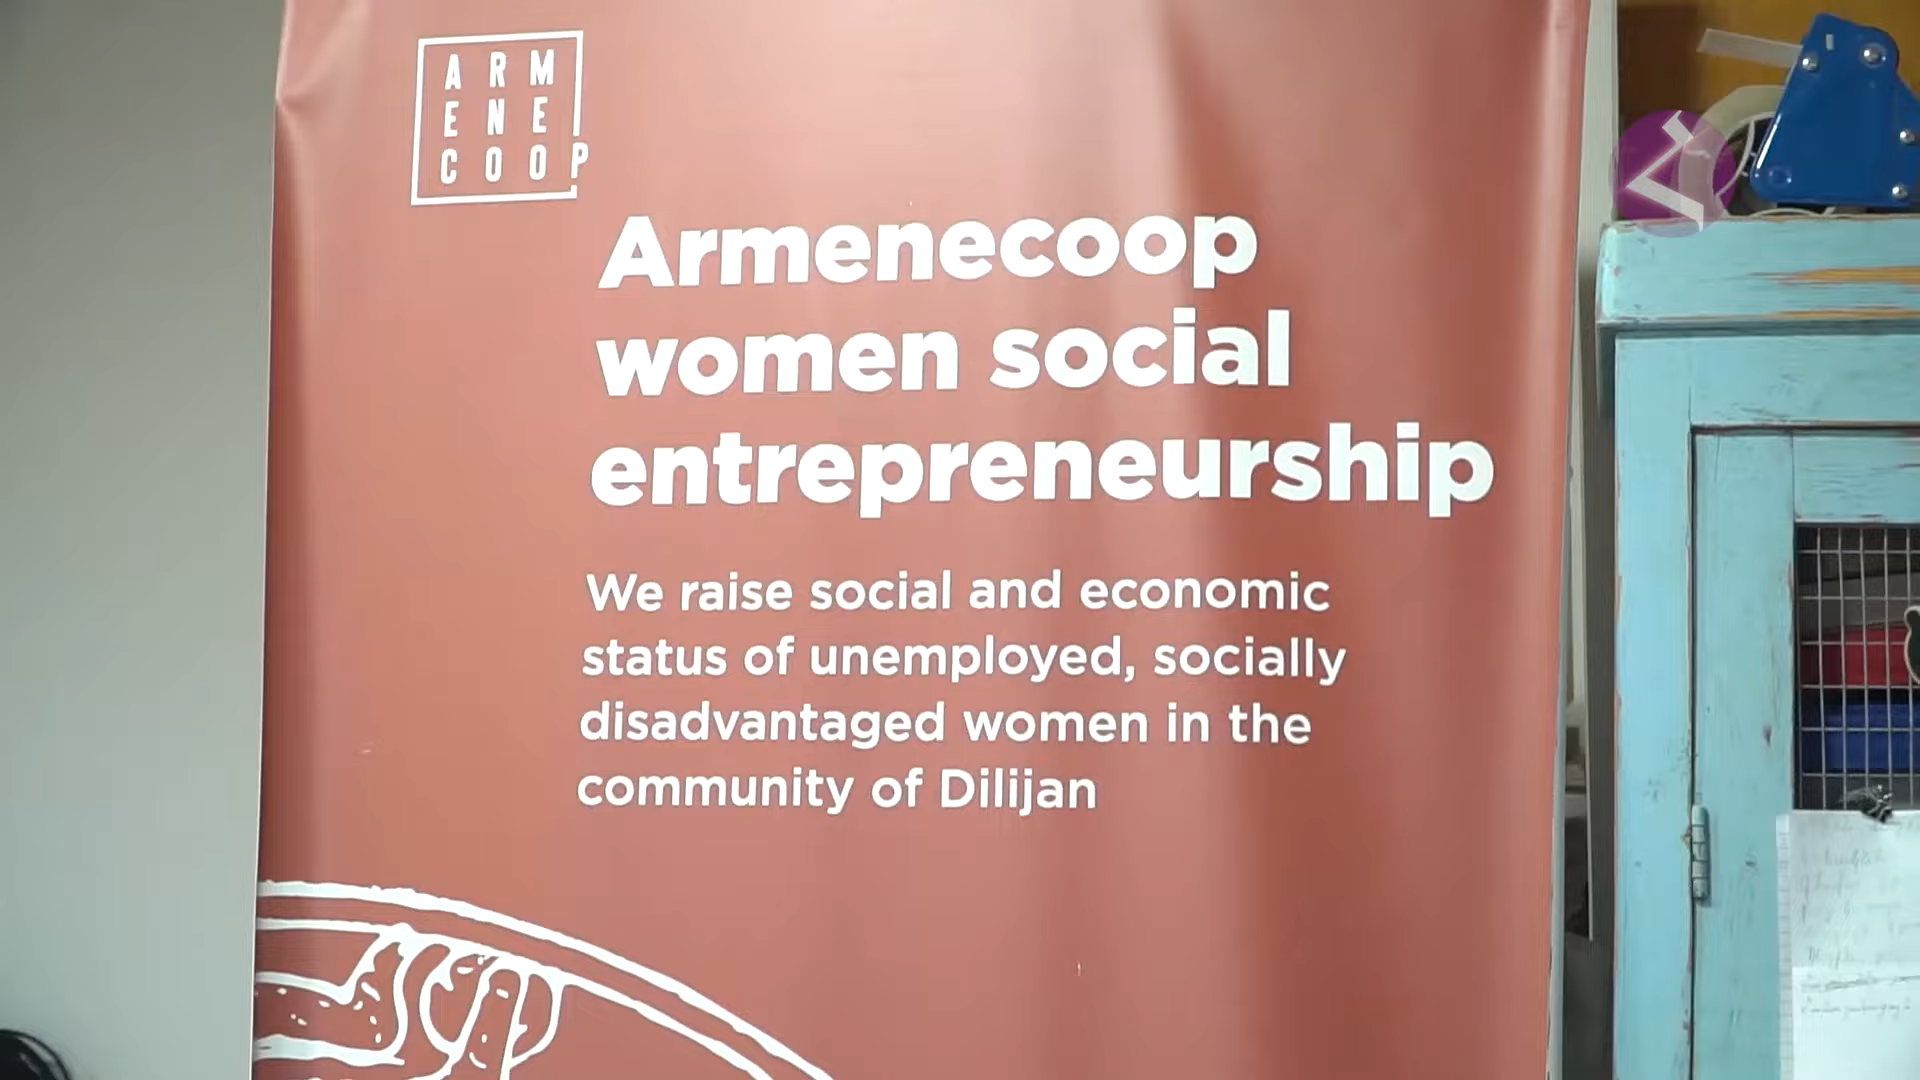 ARM
ENE
COOP
Armenecoop
women social
entrepreneurship
We raise social and economic
status of unemployed, socially
disadvantaged women in the
community of Dilijan